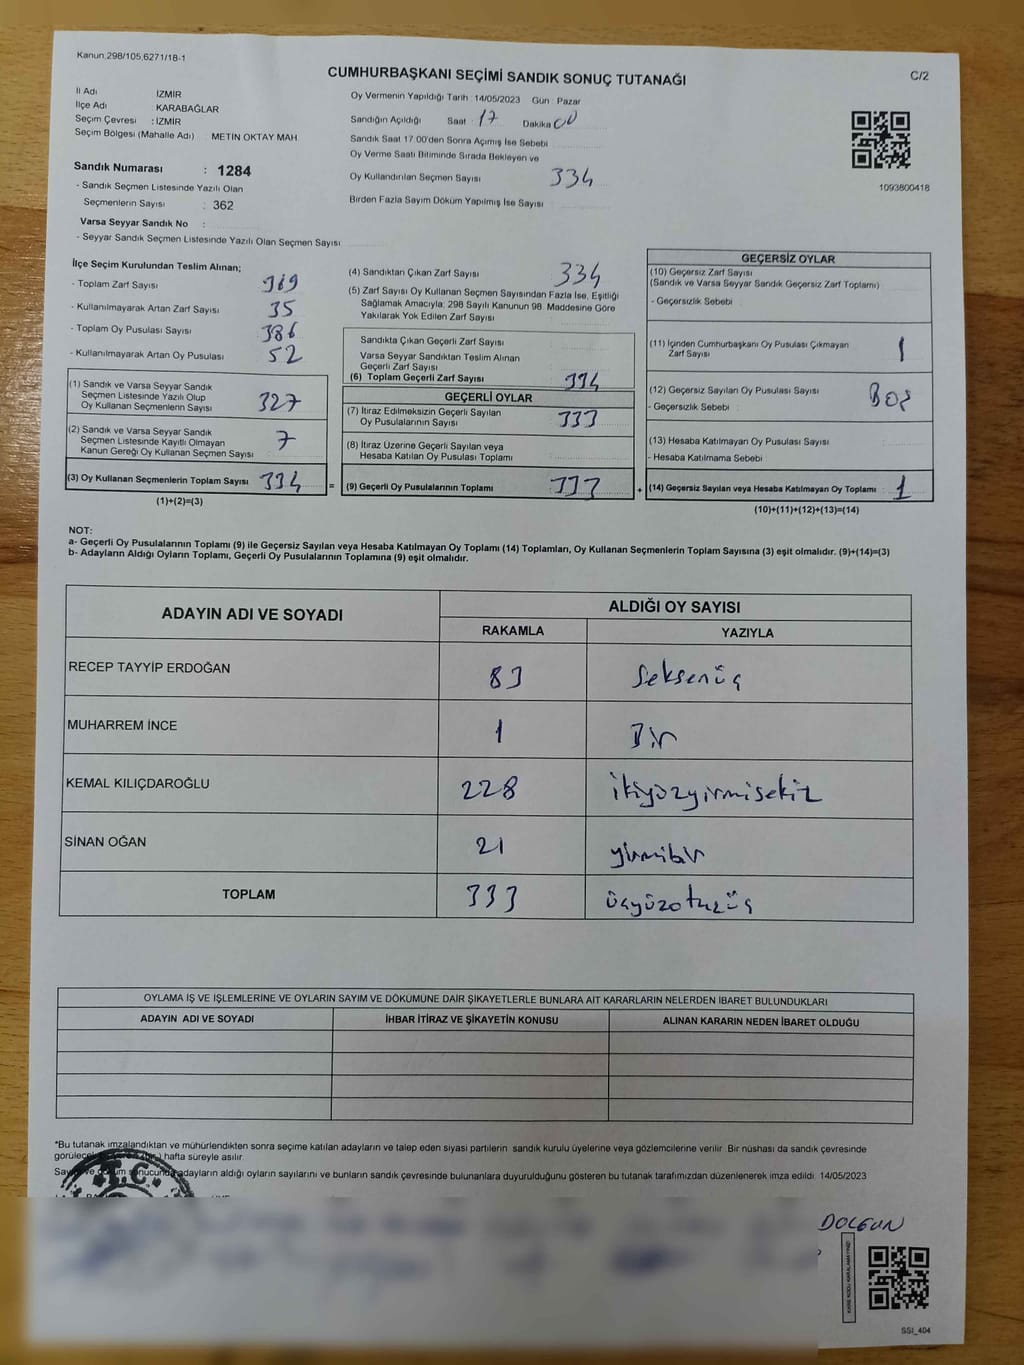 Kanun.298/105,6271/18-1
CUMHURBAŞKANI SEÇİMİ SANDIK SONUÇ TUTANAĞI
C/2
İl Adı İZMİR
İlçe Adı KARABAĞLAR
Seçim Çevresi : İZMİR
Seçim Bölgesi (Mahalle Adı) : METİN OKTAY MAH.
Oy Vermenin Yapıldığı Tarih :14/05/2023 Gün : Pazar
Sandığın Açıldığı Saat : 17 Dakika 00
Sandık Saat 17.00'den Sonra Açımış İse Sebebi
Oy Verme Saati Bitiminde Sırada Bekleyen ve
Oy Kullandırılan Seçmen Sayısı 334
Birden Fazla Sayım Döküm Yapılmış İse Sayısı
1093800418
Sandık Numarası : 1284
- Sandık Seçmen Listesinde Yazılı Olan
Seçmenlerin Sayısı : 362
Varsa Seyyar Sandık No :
- Seyyar Sandık Seçmen Listesinde Yazılı Olan Seçmen Sayısı
İlçe Seçim Kurulundan Teslim Alınan;
- Toplam Zarf Sayısı 369
- Kullanılmayarak Artan Zarf Sayısı 35
- Toplam Oy Pusulası Sayısı 386
- Kullanılmayarak Artan Oy Pusulası 52
(1) Sandık ve Varsa Seyyar Sandık
Seçmen Listesinde Yazılı Olup
Oy Kullanan Seçmenlerin Sayısı 327
(2) Sandık ve Varsa Seyyar Sandık
Seçmen Listesinde Kayıtlı Olmayan
Kanun Gereği Oy Kullanan Seçmen Sayısı 7
(3) Oy Kullanan Seçmenlerin Toplam Sayısı 334 =
(1)+(2)=(3)
(4) Sandıktan Çıkan Zarf Sayısı 334
(5) Zarf Sayısı Oy Kullanan Seçmen Sayısından Fazla İse, Eşitliği
Sağlamak Amacıyla; 298 Sayılı Kanunun 98. Maddesine Göre
Yakılarak Yok Edilen Zarf Sayısı
Sandıkta Çıkan Geçerli Zarf Sayısı
Varsa Seyyar Sandıktan Teslim Alınan
Geçerli Zarf Sayısı
(6) Toplam Geçerli Zarf Sayısı 334
GEÇERLİ OYLAR
(7) İtiraz Edilmeksizin Geçerli Sayılan
Oy Pusulalarının Sayısı 333
(8) İtiraz Üzerine Geçerli Sayılan veya
Hesaba Katılan Oy Pusulası Toplamı
(9) Geçerli Oy Pusulalarının Toplamı 333 +
GEÇERSİZ OYLAR
(10) Geçersiz Zarf Sayısı
(Sandık ve Varsa Seyyar Sandık Geçersiz Zarf Toplamı)
- Geçersizlik Sebebi
(11) İçinden Cumhurbaşkanı Oy Pusulası Çıkmayan
Zarf Sayısı 1
(12) Geçersiz Sayılan Oy Pusulası Sayısı Boş
- Geçersizlik Sebebi
(13) Hesaba Katılmayan Oy Pusulası Sayısı
- Hesaba Katılmama Sebebi
(14) Geçersiz Sayılan veya Hesaba Katılmayan Oy Toplamı 1
(10)+(11)+(12)+(13)=(14)
NOT:
a- Geçerli Oy Pusulalarının Toplamı (9) ile Geçersiz Sayılan veya Hesaba Katılmayan Oy Toplamı (14) Toplamları, Oy Kullanan Seçmenlerin Toplam Sayısına (3) eşit olmalıdır. (9)+(14)=(3)
b- Adayların Aldığı Oyların Toplamı, Geçerli Oy Pusulalarının Toplamına (9) eşit olmalıdır.
ADAYIN ADI VE SOYADI
ALDIĞI OY SAYISI
RAKAMLA YAZIYLA
RECEP TAYYİP ERDOĞAN 83 Seksenüç
MUHARREM İNCE 1 Bir
KEMAL KILIÇDAROĞLU 228 ikiyüzyirmisekiz
SİNAN OĞAN 21 yirmibir
TOPLAM 333 üçyüzotuzüç
OYLAMA İŞ VE İŞLEMLERİNE VE OYLARIN SAYIM VE DÖKÜMÜNE DAİR ŞİKAYETLERLE BUNLARA AİT KARARLARIN NELERDEN İBARET BULUNDUKLARI
ADAYIN ADI VE SOYADI İHBAR İTİRAZ VE ŞİKAYETİN KONUSU ALINAN KARARIN NEDEN İBARET OLDUĞU
*Bu tutanak imzalandıktan ve mühürlendikten sonra seçime katılan adayların ve talep eden siyasi partilerin sandık kurulu üyelerine veya gözlemcilerine verilir. Bir nüshası da sandık çevresinde
hafta süreyle asılır.
adayların aldığı oyların sayılarını ve bunların sandık çevresinde bulunanlara duyurulduğunu gösteren bu tutanak tarafımızdan düzenlenerek imza edildi. 14/05/2023
T.C.
DOLGUN
KARE KODU KARALAMAYINIZ!
SSI_404